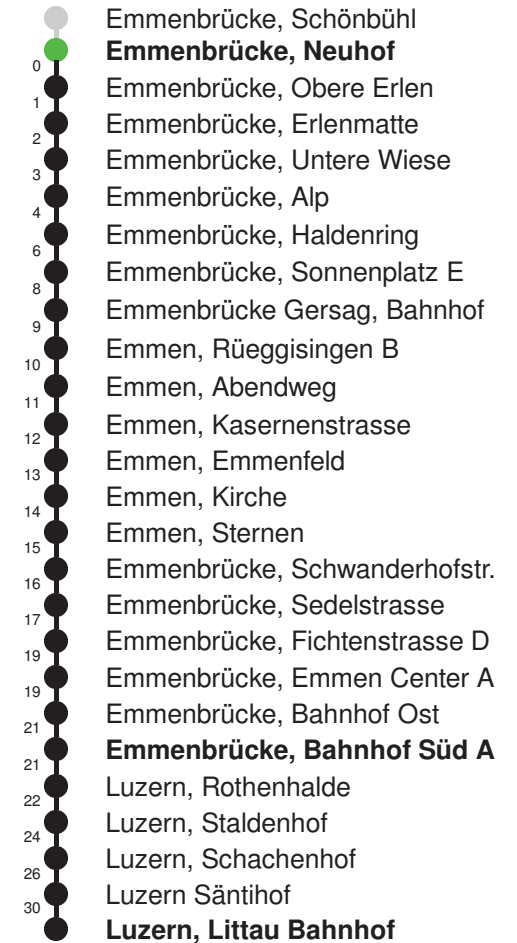 Emmenbrücke, Schönbühl
Emmenbrücke, Neuhof
0
Emmenbrücke, Obere Erlen
1
Emmenbrücke, Erlenmatte
2
Emmenbrücke, Untere Wiese
3
Emmenbrücke, Alp
4
Emmenbrücke, Haldenring
6
Emmenbrücke, Sonnenplatz E
8
Emmenbrücke Gersag, Bahnhof
9
Emmen, Rüeggisingen B
10
Emmen, Abendweg
11
Emmen, Kasernenstrasse
12
Emmen, Emmenfeld
13
Emmen, Kirche
14
Emmen, Sternen
15
Emmenbrücke, Schwanderhofstr.
16
Emmenbrücke, Sedelstrasse
17
Emmenbrücke, Fichtenstrasse D
19
Emmenbrücke, Emmen Center A
19
Emmenbrücke, Bahnhof Ost
21
Emmenbrücke, Bahnhof Süd A
21
Luzern, Rothenhalde
22
Luzern, Staldenhof
24
Luzern, Schachenhof
26
Luzern Säntihof
30
Luzern, Littau Bahnhof